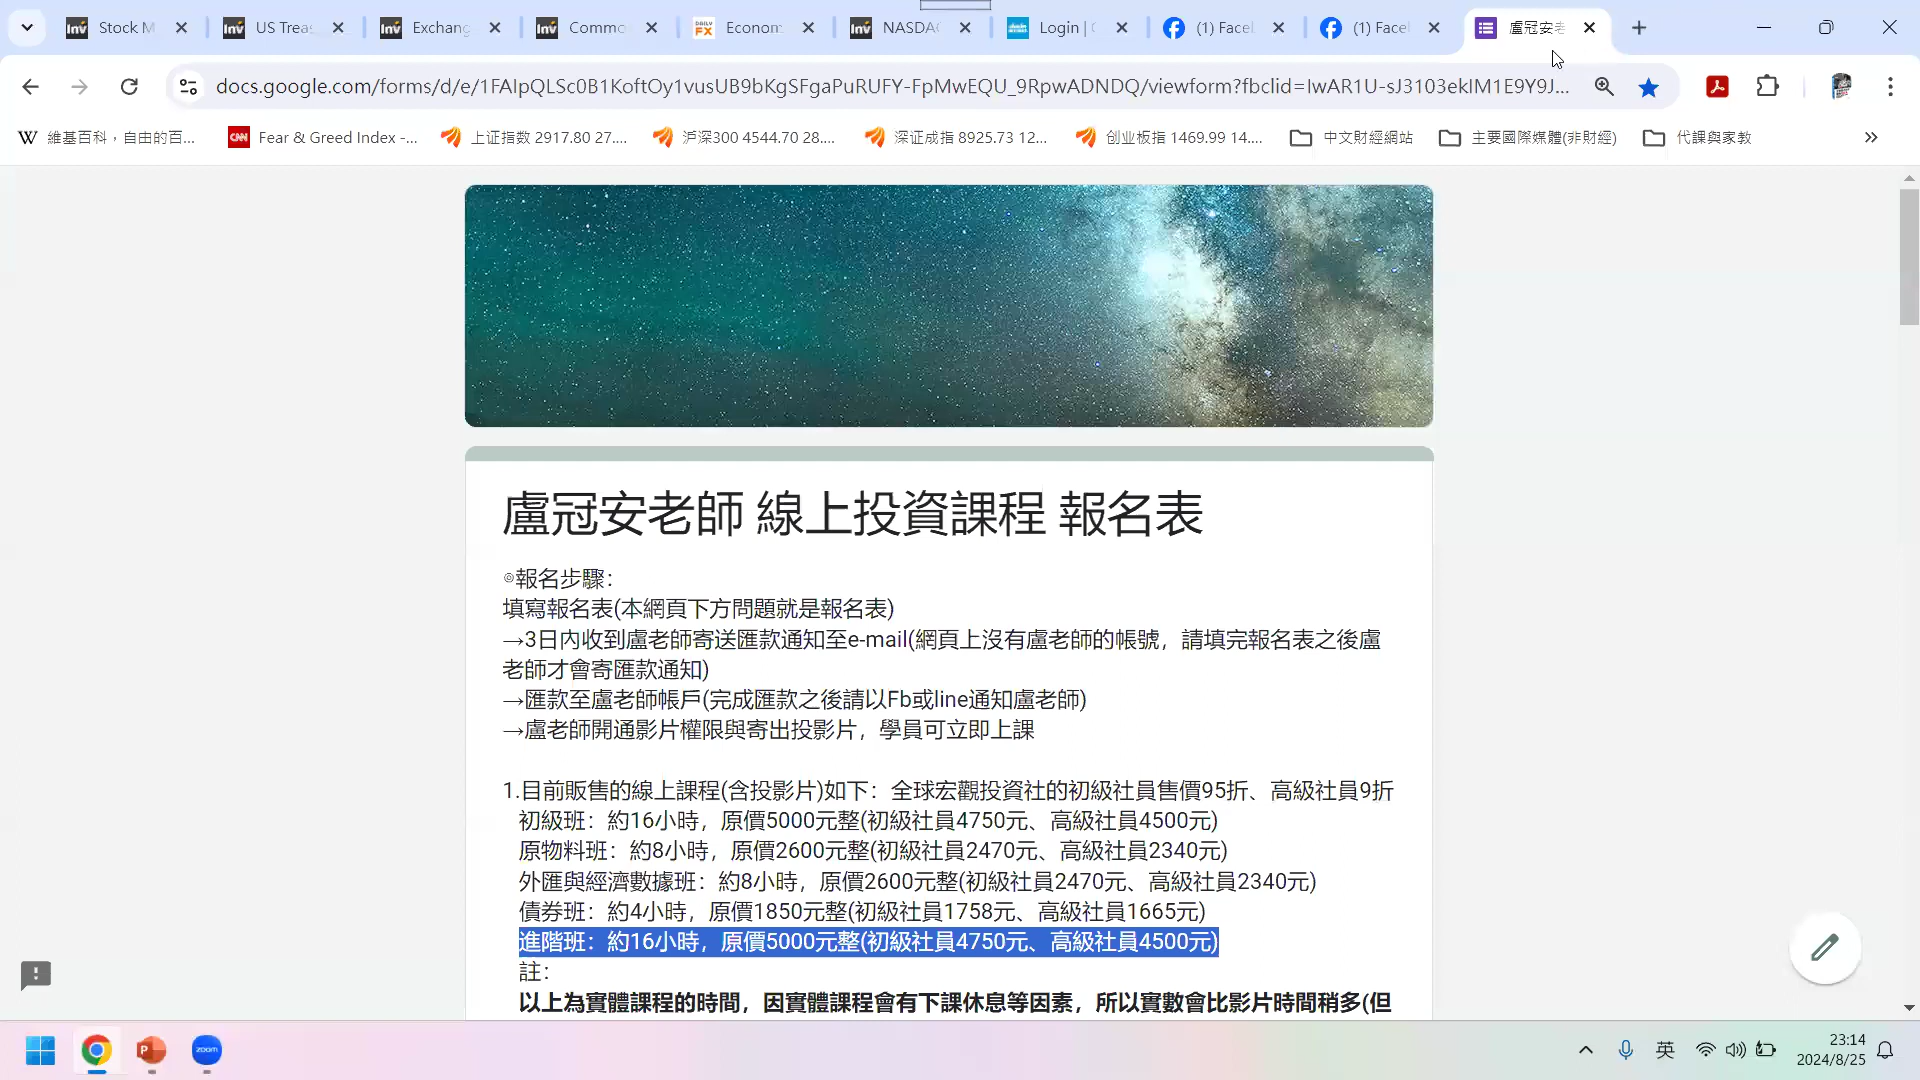 Stock M
US Treas
Exchang
Commo
Econom
NASDA
Login |
(1) Facel
(1) Facel
盧冠安老
docs.google.com/forms/d/e/1FAIpQLSc0B1KoftOy1vusUB9bKgSFgaPuRUFY-FpMwEQU_9RpwADNDQ/viewform?fbclid=IwAR1U-sJ3103ekIM1E9Y9J...
維基百科，自由的百...
Fear & Greed Index -...
上证指数 2917.80 27....
沪深300 4544.70 28....
深证成指 8925.73 12...
创业板指 1469.99 14....
中文財經網站
主要國際媒體(非財經)
代課與家教
盧冠安老師 線上投資課程 報名表
◎報名步驟：
填寫報名表(本網頁下方問題就是報名表)
→3日內收到盧老師寄送匯款通知至e-mail(網頁上沒有盧老師的帳號，請填完報名表之後盧
老師才會寄匯款通知)
→匯款至盧老師帳戶(完成匯款之後請以Fb或line通知盧老師)
→盧老師開通影片權限與寄出投影片，學員可立即上課
1.目前販售的線上課程(含投影片)如下：全球宏觀投資社的初級社員售價95折、高級社員9折
初級班：約16小時，原價5000元整(初級社員4750元、高級社員4500元)
原物料班：約8小時，原價2600元整(初級社員2470元、高級社員2340元)
外匯與經濟數據班：約8小時，原價2600元整(初級社員2470元、高級社員2340元)
債券班：約4小時，原價1850元整(初級社員1758元、高級社員1665元)
進階班：約16小時，原價5000元整(初級社員4750元、高級社員4500元)
註：
以上為實體課程的時間，因實體課程會有下課休息等因素，所以實數會比影片時間稍多(但
zoom
英
23:14
2024/8/25